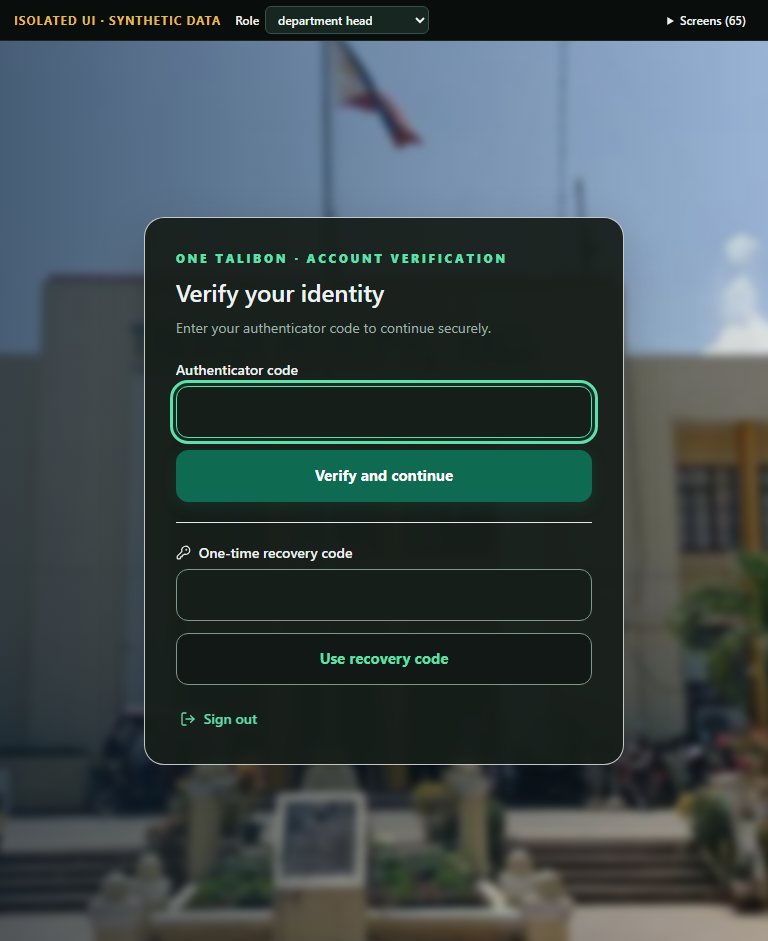 ISOLATED UI · SYNTHETIC DATA Role department head Screens (65)
ONE TALIBON · ACCOUNT VERIFICATION
Verify your identity
Enter your authenticator code to continue securely.
Authenticator code
Verify and continue
One-time recovery code
Use recovery code
Sign out